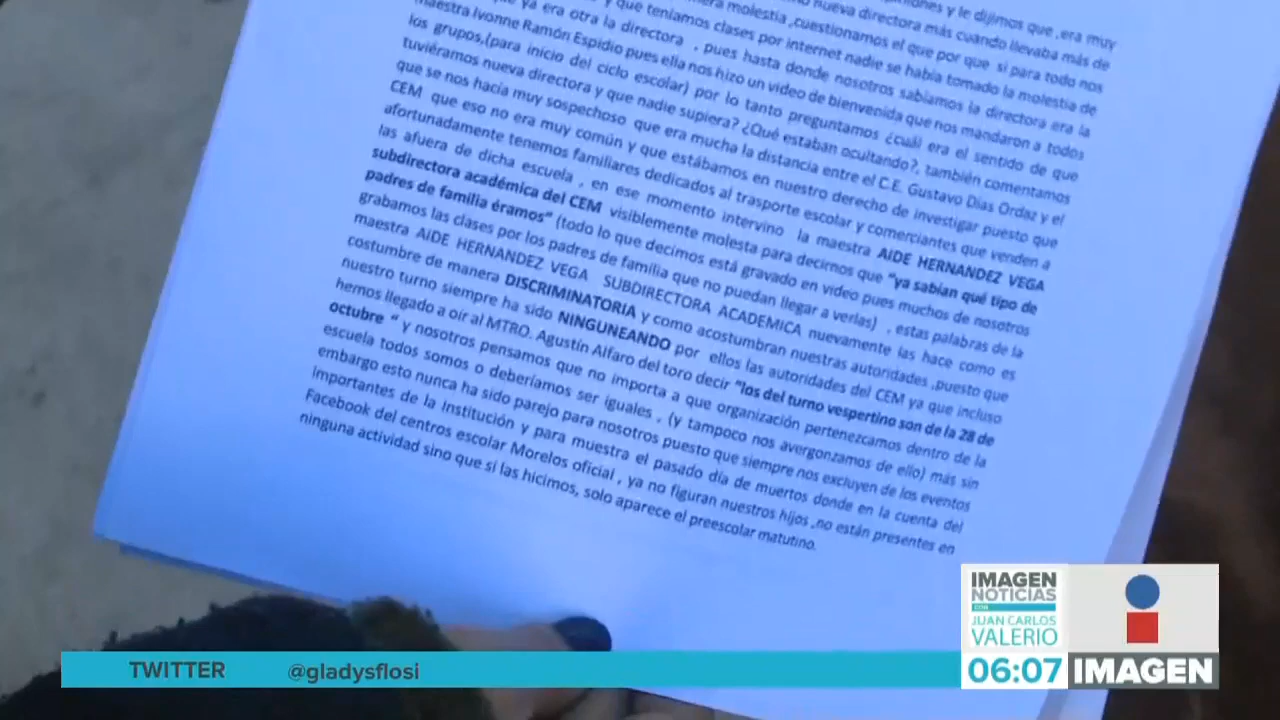 y le dijimos que ,era muy
nueva directora más cuando llevaba más de
molestia ,cuestionamos el que por que si para todo nos
y que teníamos clases por internet nadie se había tomado la molestia de
ya era otra la directora , pues hasta donde nosotros sabíamos la directora era la
maestra Ivonne Ramón Espidio pues ella nos hizo un video de bienvenida que nos mandaron a todos
los grupos,(para inicio del ciclo escolar) por lo tanto preguntamos ¿cuál era el sentido de que
tuviéramos nueva directora y que nadie supiera? ¿Qué estaban ocultando?, también comentamos
que se nos hacía muy sospechoso que era mucha la distancia entre el C.E. Gustavo Días Ordaz y el
CEM que eso no era muy común y que estábamos en nuestro derecho de investigar puesto que
afortunadamente tenemos familiares dedicados al trasporte escolar y comerciantes que venden a
las afuera de dicha escuela , en ese momento intervino la maestra AIDE HERNANDEZ VEGA
subdirectora académica del CEM visiblemente molesta para decirnos que “ya sabían qué tipo de
padres de familia éramos” (todo lo que decimos está gravado en video pues muchos de nosotros
grabamos las clases por los padres de familia que no puedan llegar a verlas) , estas palabras de la
maestra AIDE HERNANDEZ VEGA SUBDIRECTORA ACADEMICA nuevamente las hace como es
costumbre de manera DISCRIMINATORIA y como acostumbran nuestras autoridades ,puesto que
nuestro turno siempre ha sido NINGUNEANDO por ellos las autoridades del CEM ya que incluso
hemos llegado a oír al MTRO. Agustín Alfaro del toro decir “los del turno vespertino son de la 28 de
octubre “ y nosotros pensamos que no importa a que organización pertenezcamos dentro de la
escuela todos somos o deberíamos ser iguales , (y tampoco nos avergonzamos de ello) más sin
embargo esto nunca ha sido parejo para nosotros puesto que siempre nos excluyen de los eventos
importantes de la Institución y para muestra el pasado día de muertos donde en la cuenta del
Facebook del centros escolar Morelos oficial , ya no figuran nuestros hijos ,no están presentes en
ninguna actividad sino que si las hicimos, solo aparece el preescolar matutino.
IMAGEN
NOTICIAS
CON
JUAN CARLOS
VALERIO
TWITTER @gladysflosi
06:07 IMAGEN